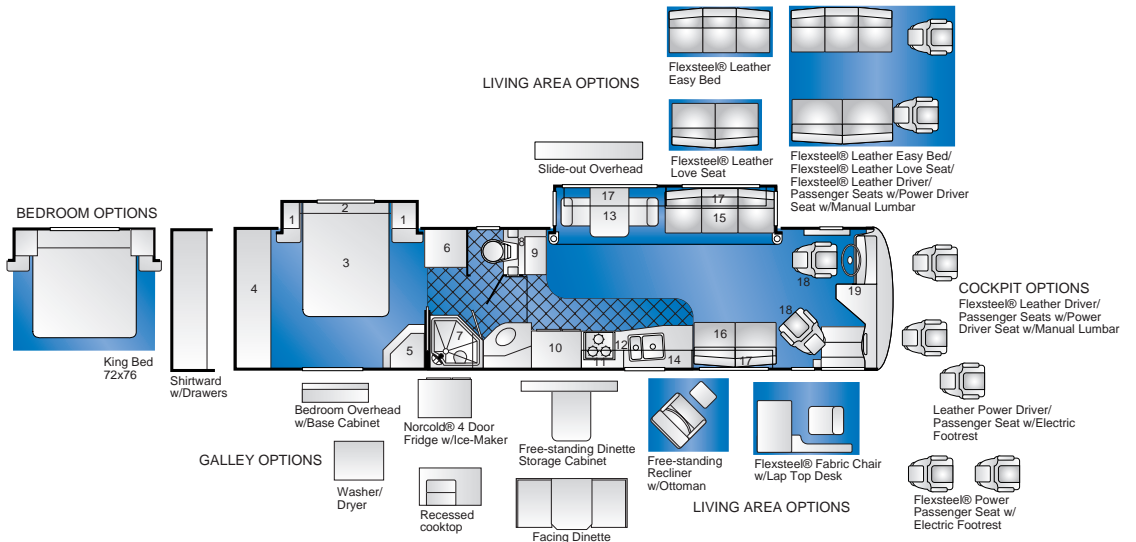 LIVING AREA OPTIONS
Flexsteel® Leather
Easy Bed
Flexsteel® Leather
Love Seat
Flexsteel® Leather Easy Bed/
Flexsteel® Leather Love Seat/
Flexsteel® Leather Driver/
Passenger Seats w/Power Driver
Seat w/Manual Lumbar
Slide-out Overhead
BEDROOM OPTIONS
King Bed
72x76
Shirtward
w/Drawers
1
2
1
3
4
5
6
7
8
9
10
12
13
14
15
16
17
17
17
18
18
19
COCKPIT OPTIONS
Flexsteel® Leather Driver/
Passenger Seats w/Power
Driver Seat w/Manual Lumbar
Leather Power Driver/
Passenger Seat w/Electric
Footrest
Flexsteel® Power
Passenger Seat w/
Electric Footrest
Bedroom Overhead
w/Base Cabinet
Norcold® 4 Door
Fridge w/Ice-Maker
Free-standing Dinette
Storage Cabinet
Free-standing
Recliner
w/Ottoman
Flexsteel® Fabric Chair
w/Lap Top Desk
GALLEY OPTIONS
Washer/
Dryer
Recessed
cooktop
Facing Dinette
LIVING AREA OPTIONS